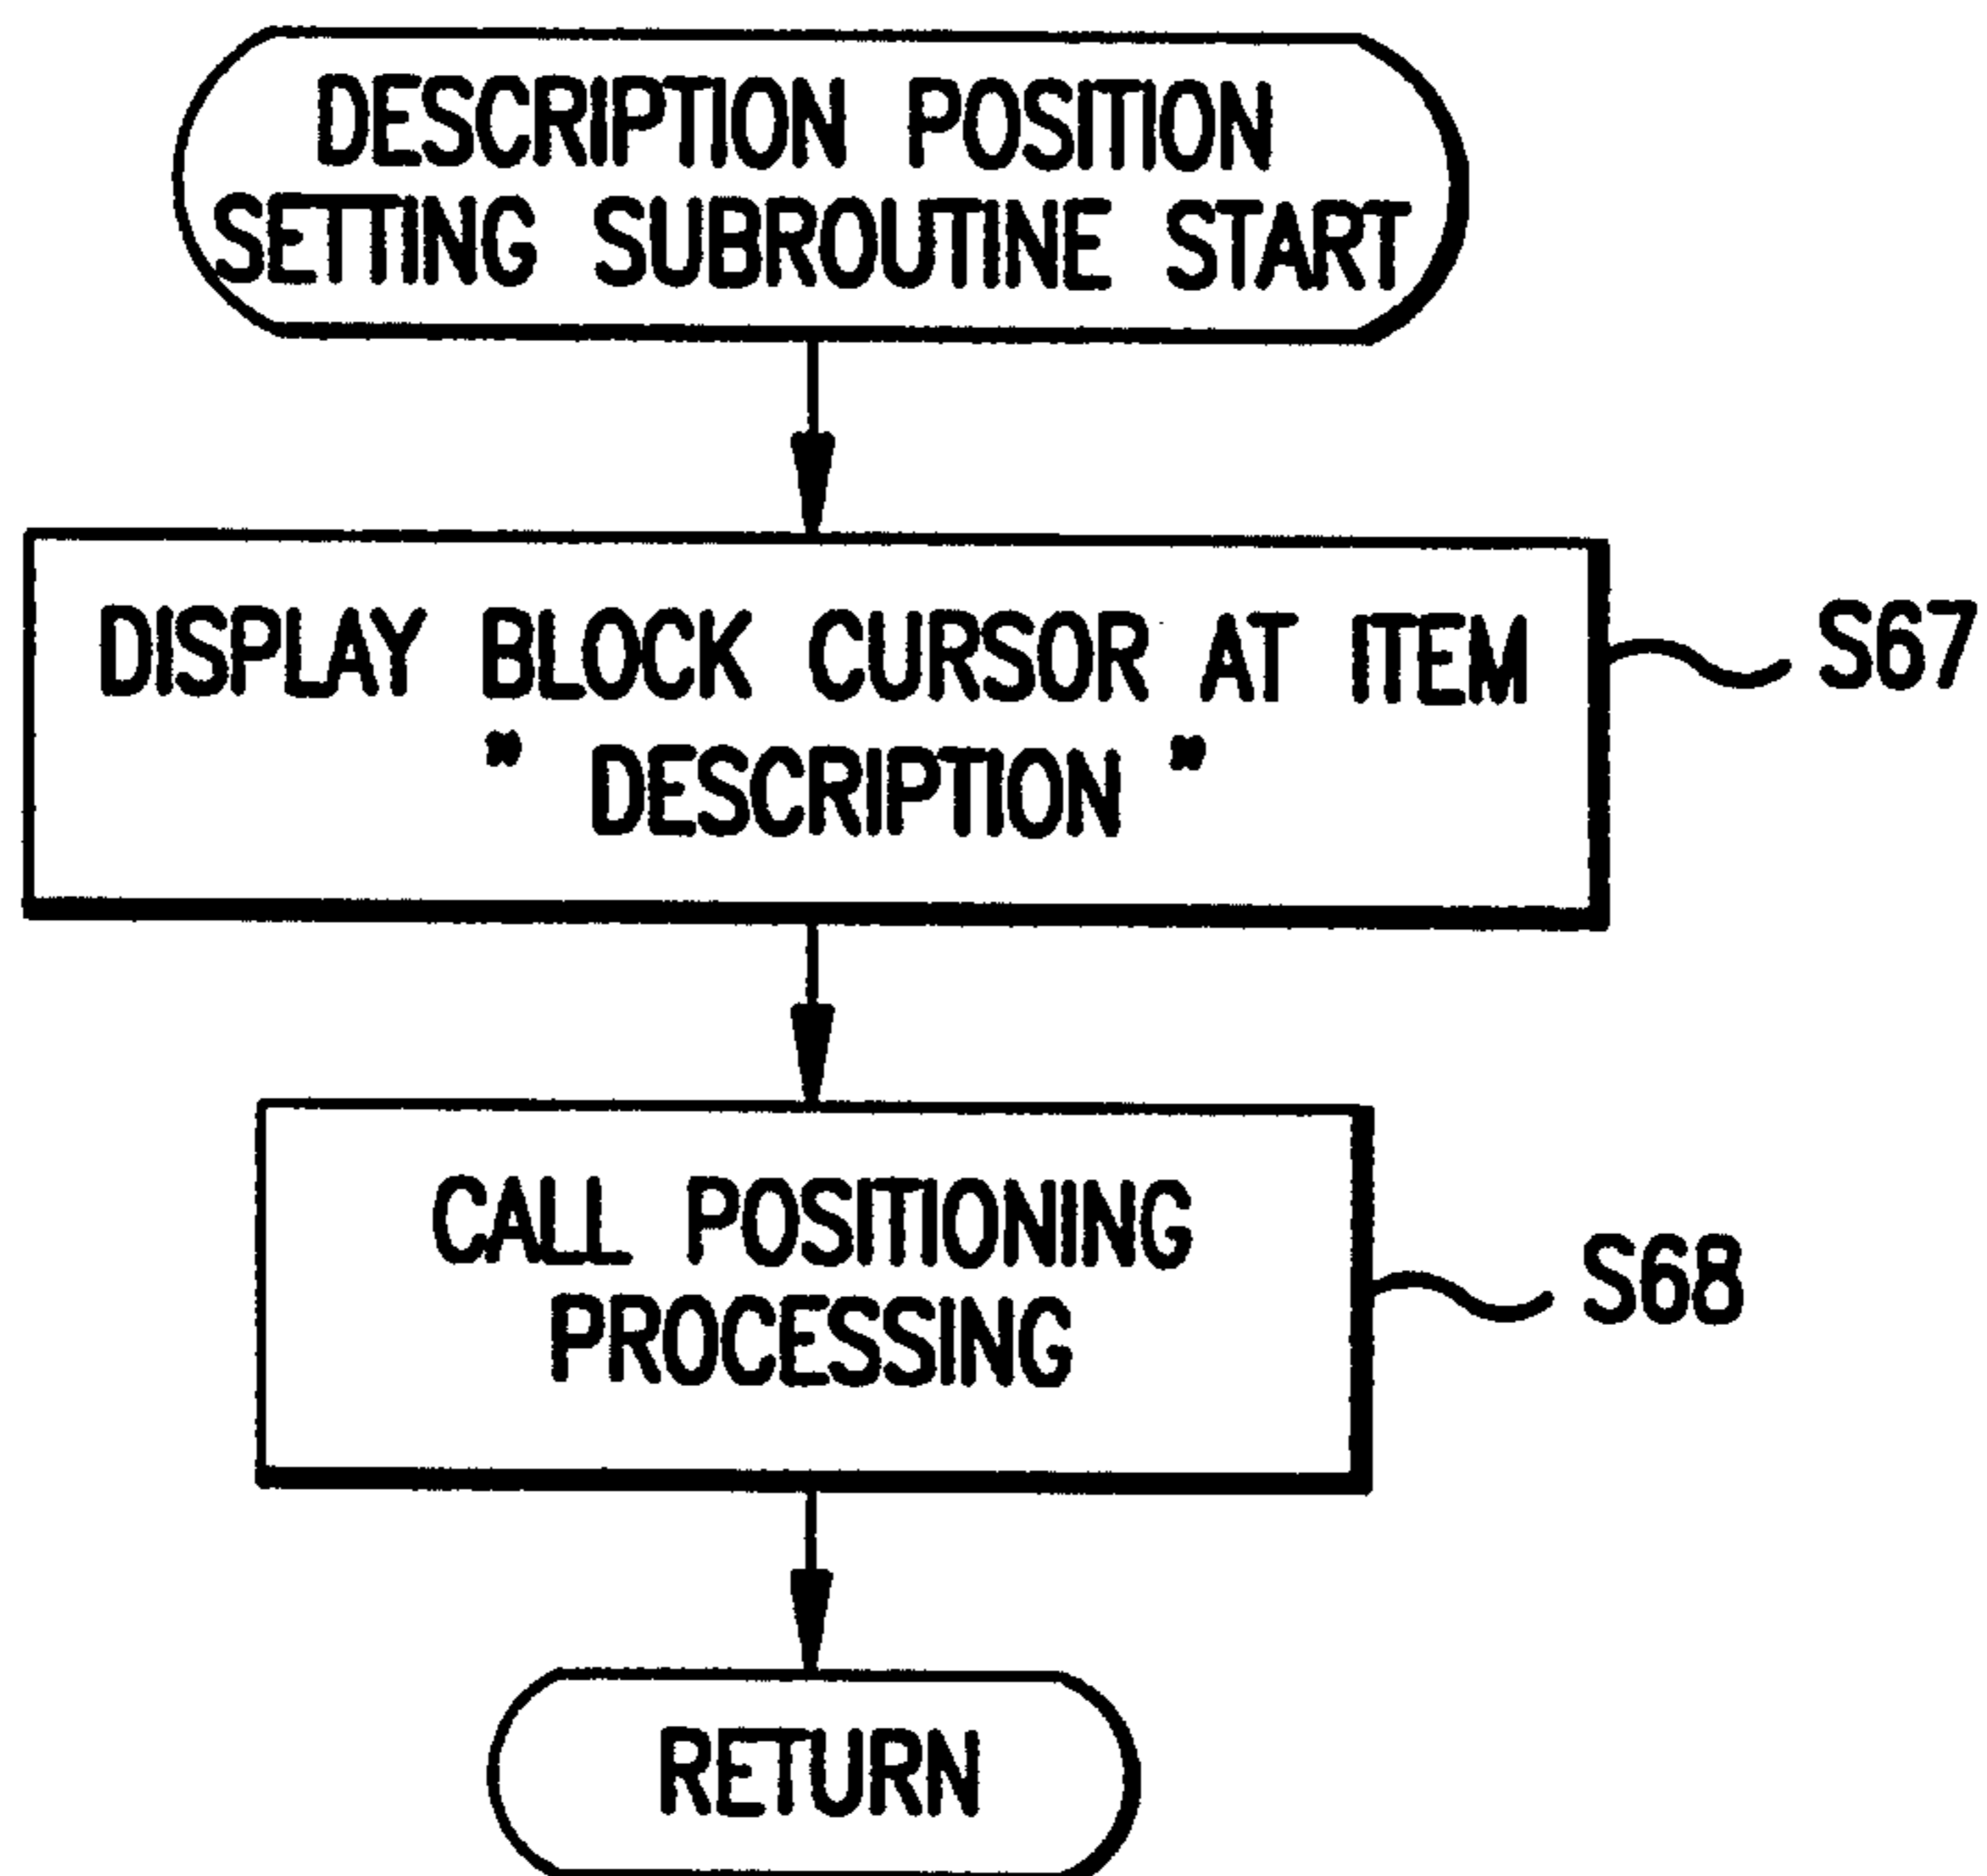 DESCRIPTION POSITION
SETTING SUBROUTINE START
DISPLAY BLOCK CURSOR AT ITEM
" DESCRIPTION "
S67
CALL POSITIONING
PROCESSING
S68
RETURN